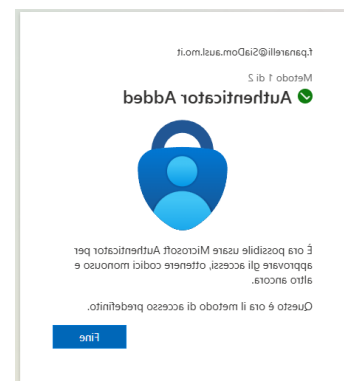 f.panarelli@SiaDom.ausl.mo.it
Metodo 1 di 2
Authenticator Added
È ora possibile usare Microsoft Authenticator per
approvare gli accessi, ottenere codici monouso e
altro ancora.
Questo è ora il metodo di accesso predefinito.
Fine